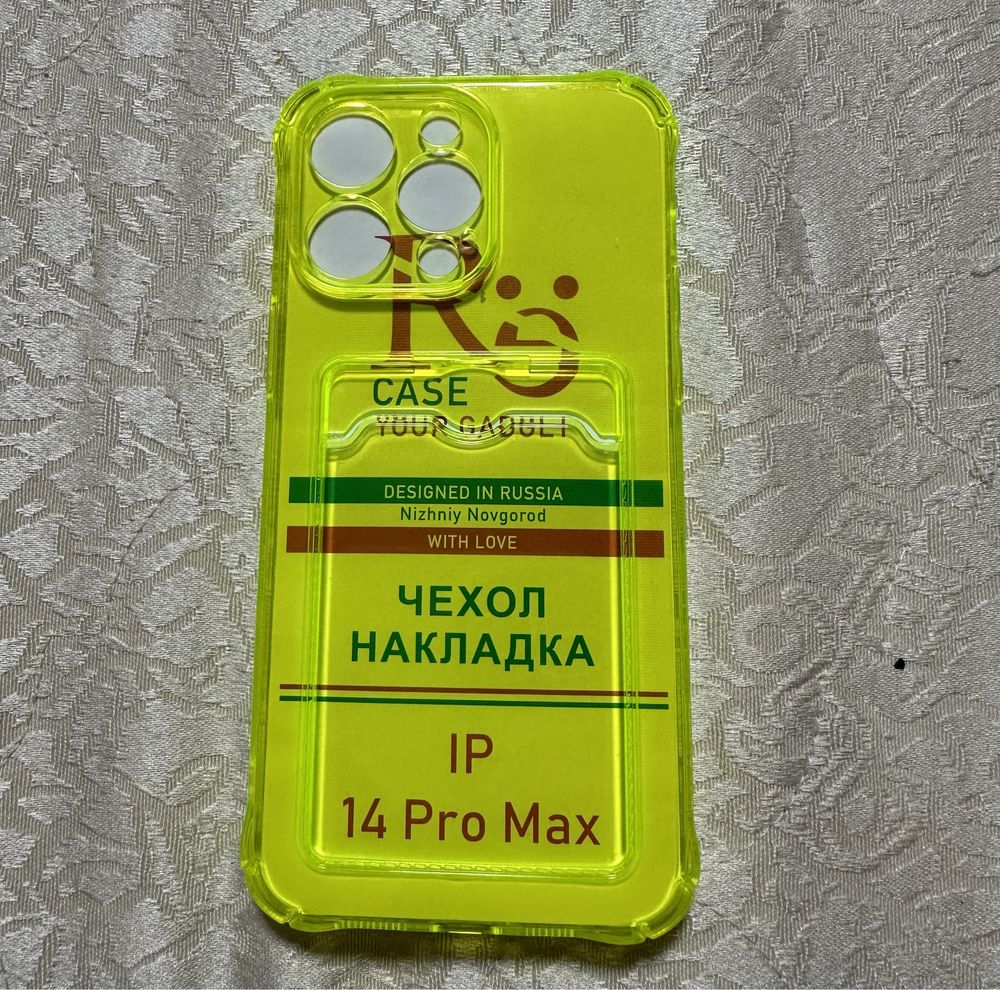 CASE
DESIGNED IN RUSSIA
Nizhniy Novgorod
WITH LOVE
ЧЕХОЛ
НАКЛАДКА
IP
14 Pro Max